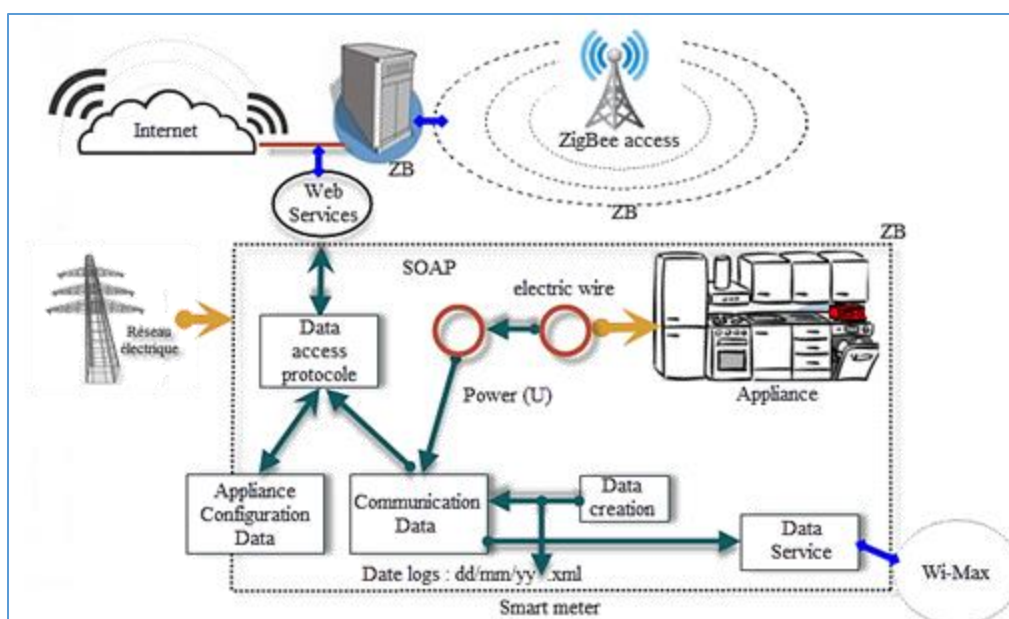 Internet
ZB
ZigBee access
ZB
Web
Services
ZB
SOAP
electric wire
Réseau
électrique
Data
access
protocole
Power (U)
Appliance
Appliance
Configuration
Data
Communication
Data
Data
creation
Data
Service
Wi-Max
Date logs : dd/mm/yy .xml
Smart meter